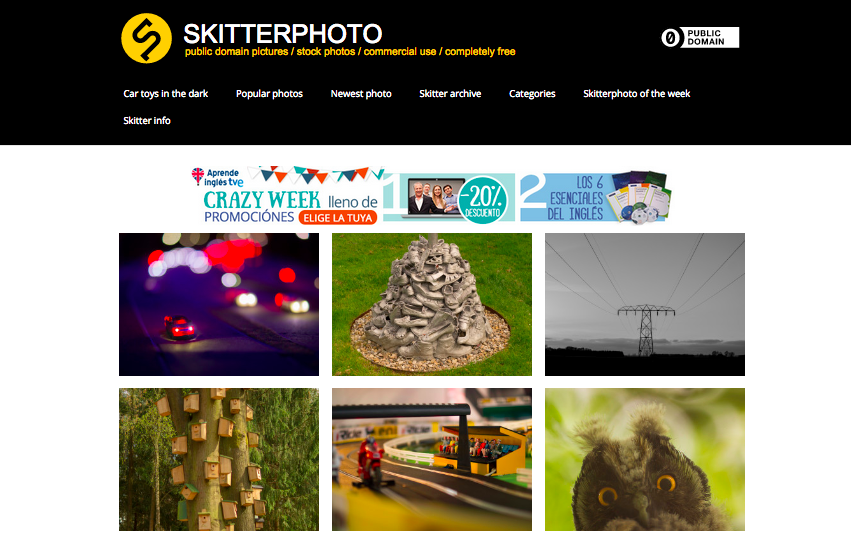 SKITTERPHOTO
public domain pictures / stock photos / commercial use / completely free
PUBLIC
DOMAIN
Car toys in the dark
Popular photos
Newest photo
Skitter archive
Categories
Skitterphoto of the week
Skitter info
Aprende
inglés tve
CRAZY WEEK lleno de
PROMOCIÓNES ELIGE LA TUYA
1
-20%
DESCUENTO
2
LOS 6
ESENCIALES
DEL INGLÉS